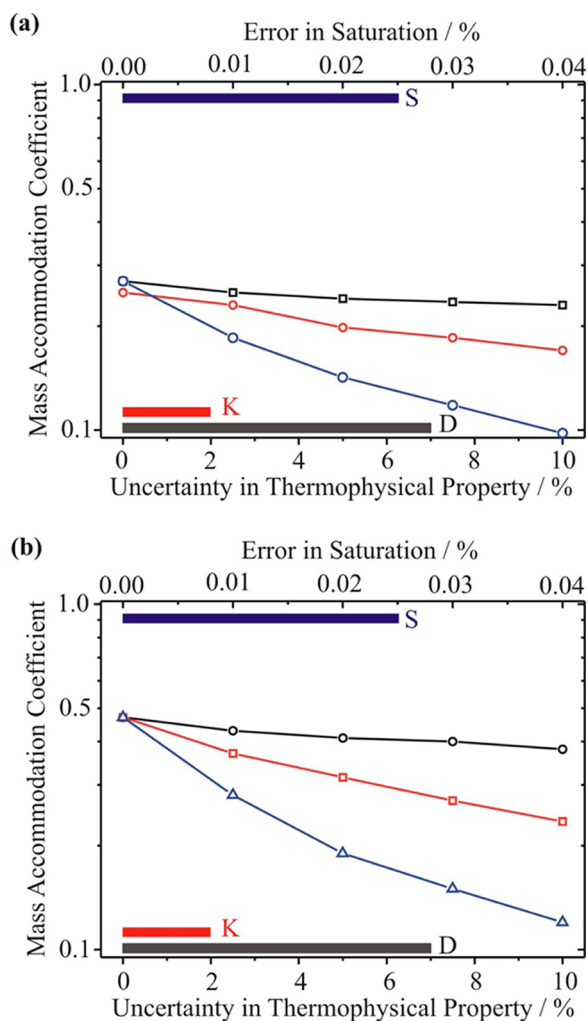 (a)
Error in Saturation / %
0.00 0.01 0.02 0.03 0.04
Mass Accommodation Coefficient
1.0
0.5
0.1
S
K
D
0 2 4 6 8 10
Uncertainty in Thermophysical Property / %
(b)
Error in Saturation / %
0.00 0.01 0.02 0.03 0.04
Mass Accommodation Coefficient
1.0
0.5
0.1
S
K
D
0 2 4 6 8 10
Uncertainty in Thermophysical Property / %